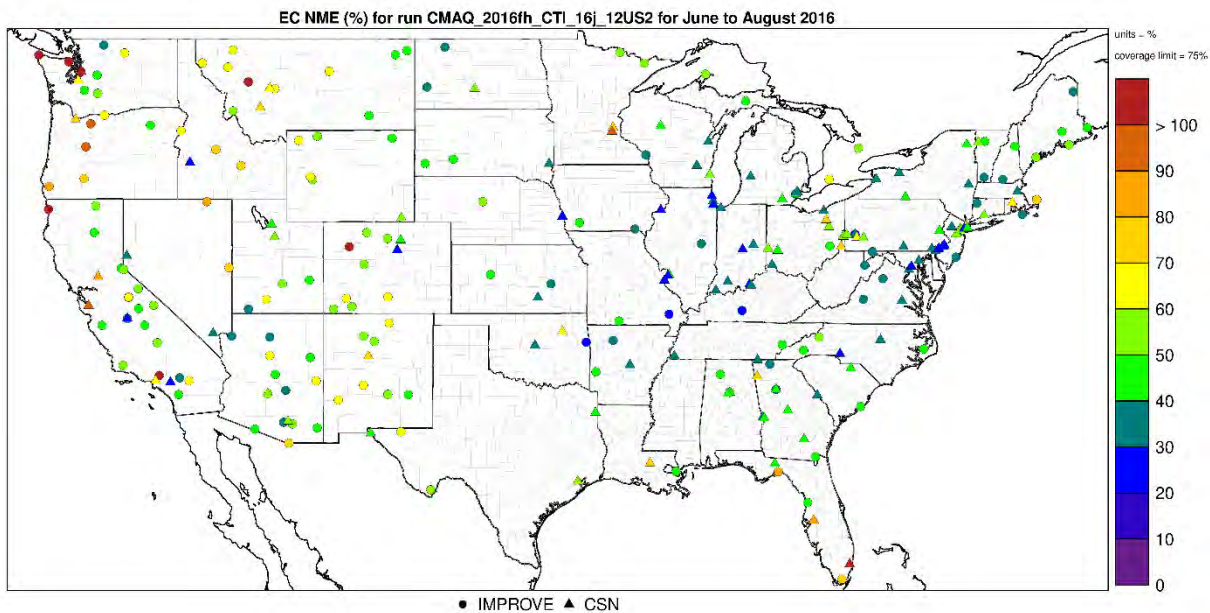 EC NME (%) for run CMAQ_2016fh_CTI_16j_12US2 for June to August 2016
units = %
coverage limit = 75%
> 100
90
80
70
60
50
40
30
20
10
0
● IMPROVE ▲ CSN